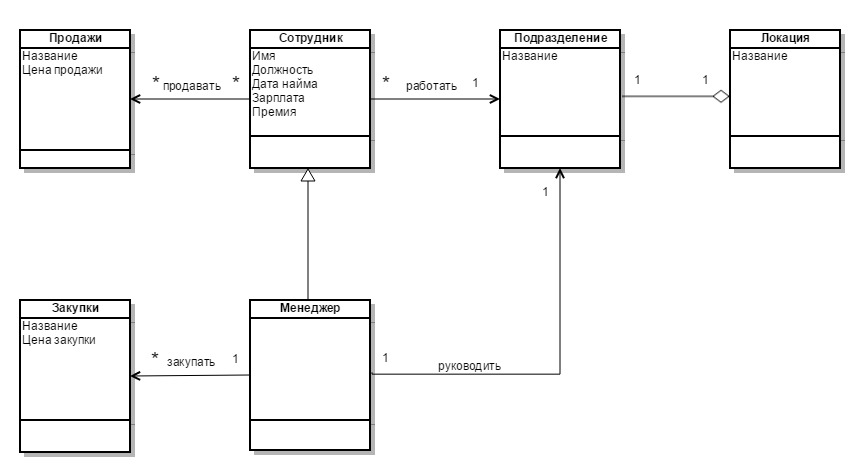 Продажи
Название
Цена продажи
* продавать *
Сотрудник
Имя
Должность
Дата найма
Зарплата
Премия
* работать 1
Подразделение
Название
1 1
Локация
Название
1
Закупки
Название
Цена закупки
* закупать 1
Менеджер
1
руководить